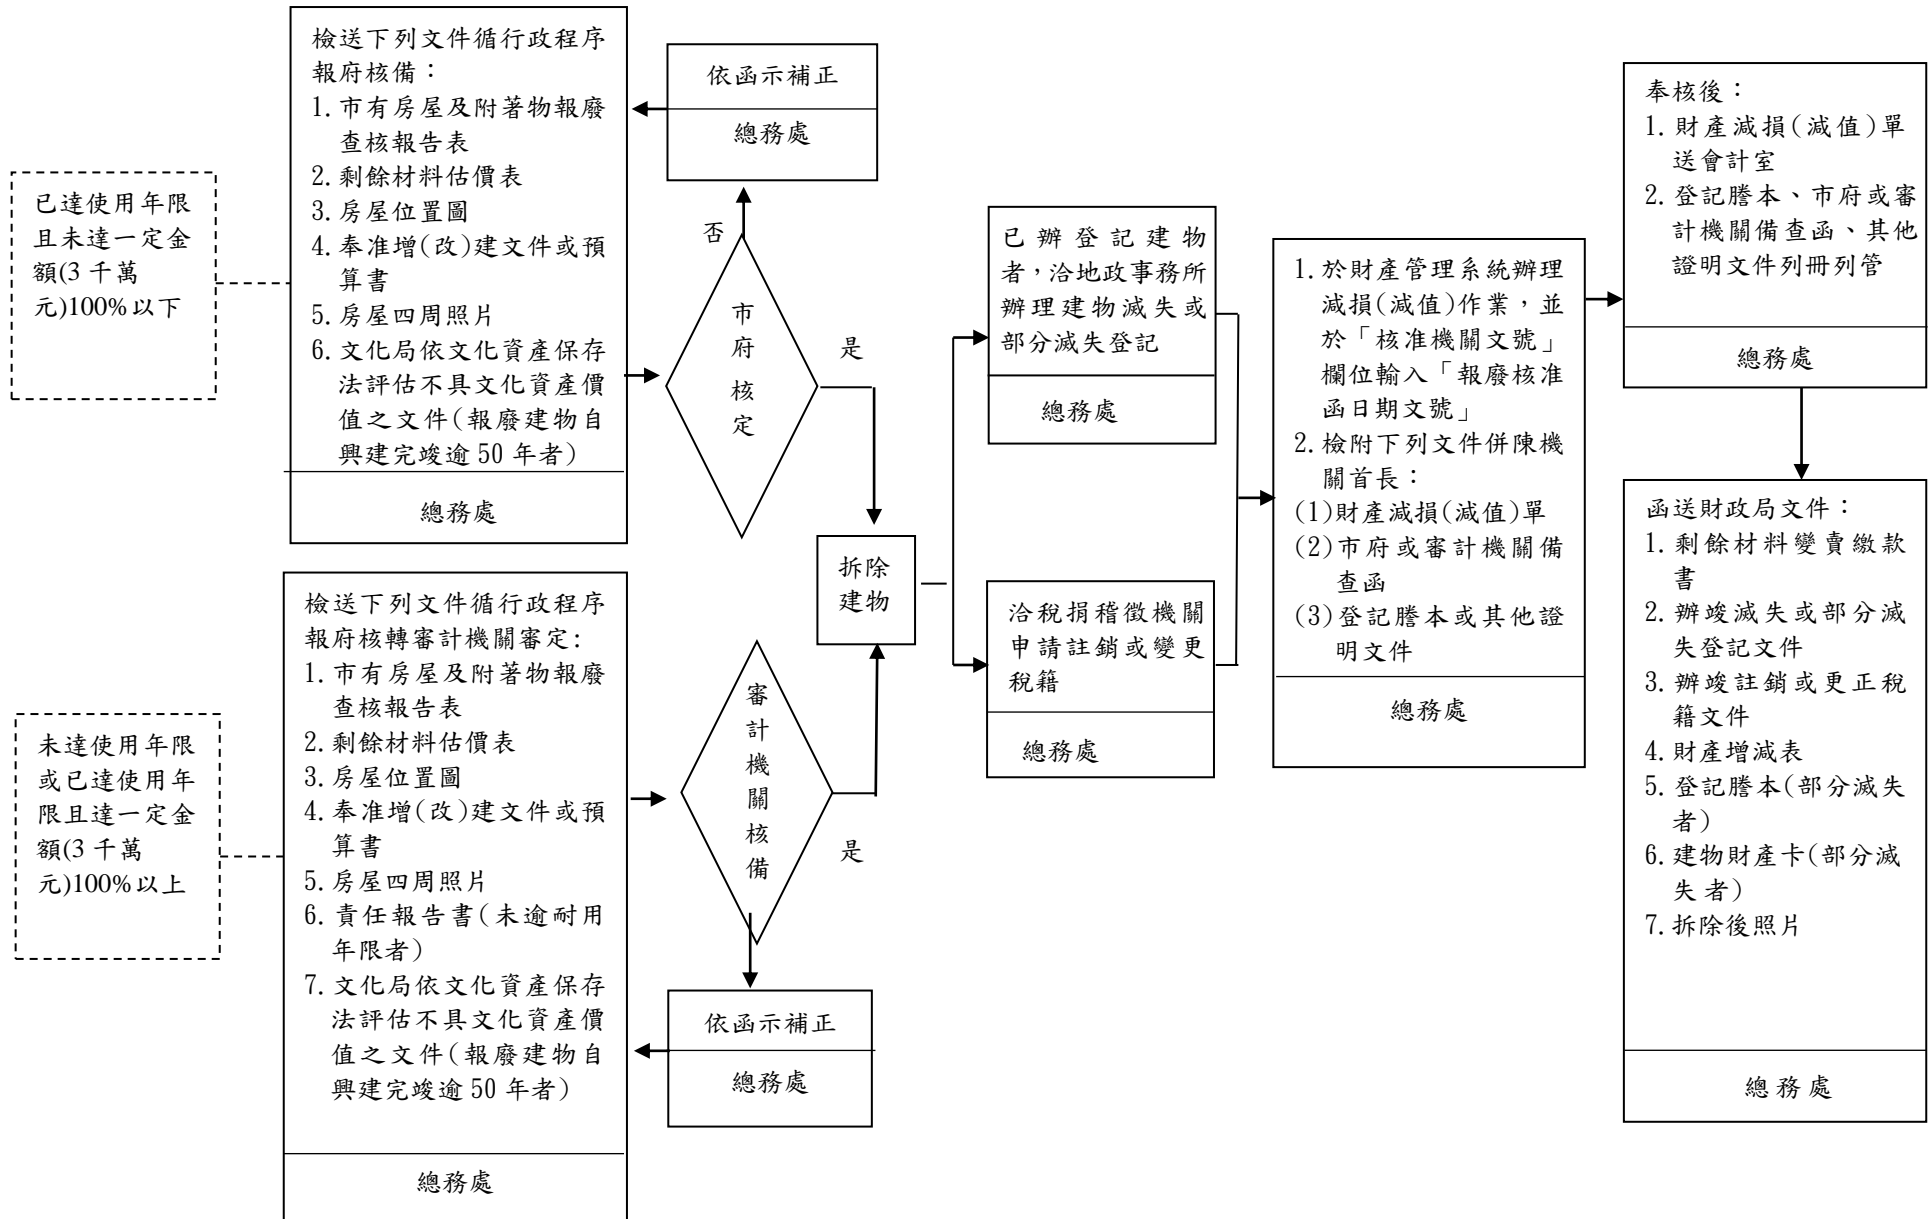 已達使用年限
且未達一定金
額(3 千萬
元)100%以下
檢送下列文件循行政程序
報府核備：
1.市有房屋及附著物報廢
查核報告表
2.剩餘材料估價表
3.房屋位置圖
4.奉准增(改)建文件或預
算書
5.房屋四周照片
6.文化局依文化資產保存
法評估不具文化資產價
值之文件(報廢建物自
興建完竣逾 50 年者)
總務處
依函示補正
總務處
否
市
府
核
定
是
未達使用年限
或已達使用年
限且達一定金
額(3 千萬
元)100%以上
檢送下列文件循行政程序
報府核轉審計機關審定:
1.市有房屋及附著物報廢
查核報告表
2.剩餘材料估價表
3.房屋位置圖
4.奉准增(改)建文件或預
算書
5.房屋四周照片
6.責任報告書(未逾耐用
年限者)
7.文化局依文化資產保存
法評估不具文化資產價
值之文件(報廢建物自
興建完竣逾 50 年者)
總務處
審
計
機
關
核
備
是
依函示補正
總務處
拆除
建物
已辦登記建物
者，洽地政事務所
辦理建物滅失或
部分滅失登記
總務處
洽稅捐稽徵機關
申請註銷或變更
稅籍
總務處
1.於財產管理系統辦理
減損(減值)作業，並
於「核准機關文號」
欄位輸入「報廢核准
函日期文號」
2.檢附下列文件併陳機
關首長：
(1)財產減損(減值)單
(2)市府或審計機關備
查函
(3)登記謄本或其他證
明文件
總務處
奉核後：
1.財產減損(減值)單
送會計室
2.登記謄本、市府或審
計機關備查函、其他
證明文件列冊列管
總務處
函送財政局文件：
1.剩餘材料變賣繳款
書
2.辦竣滅失或部分滅
失登記文件
3.辦竣註銷或更正稅
籍文件
4.財產增減表
5.登記謄本(部分滅失
者)
6.建物財產卡(部分滅
失者)
7.拆除後照片
總務處